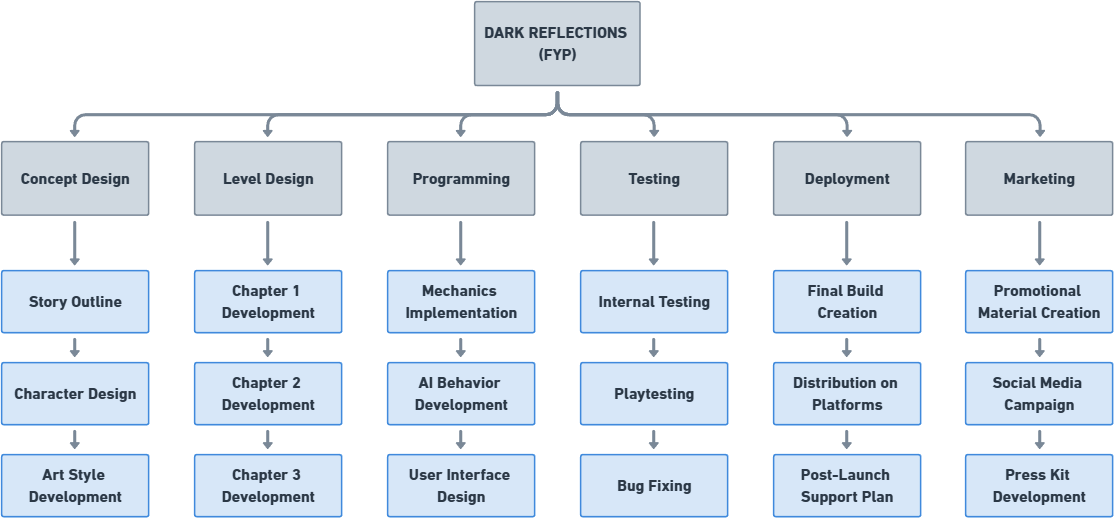 DARK REFLECTIONS
(FYP)
Concept Design
Level Design
Programming
Testing
Deployment
Marketing
Story Outline
Chapter 1
Development
Mechanics
Implementation
Internal Testing
Final Build
Creation
Promotional
Material Creation
Character Design
Chapter 2
Development
AI Behavior
Development
Playtesting
Distribution on
Platforms
Social Media
Campaign
Art Style
Development
Chapter 3
Development
User Interface
Design
Bug Fixing
Post-Launch
Support Plan
Press Kit
Development